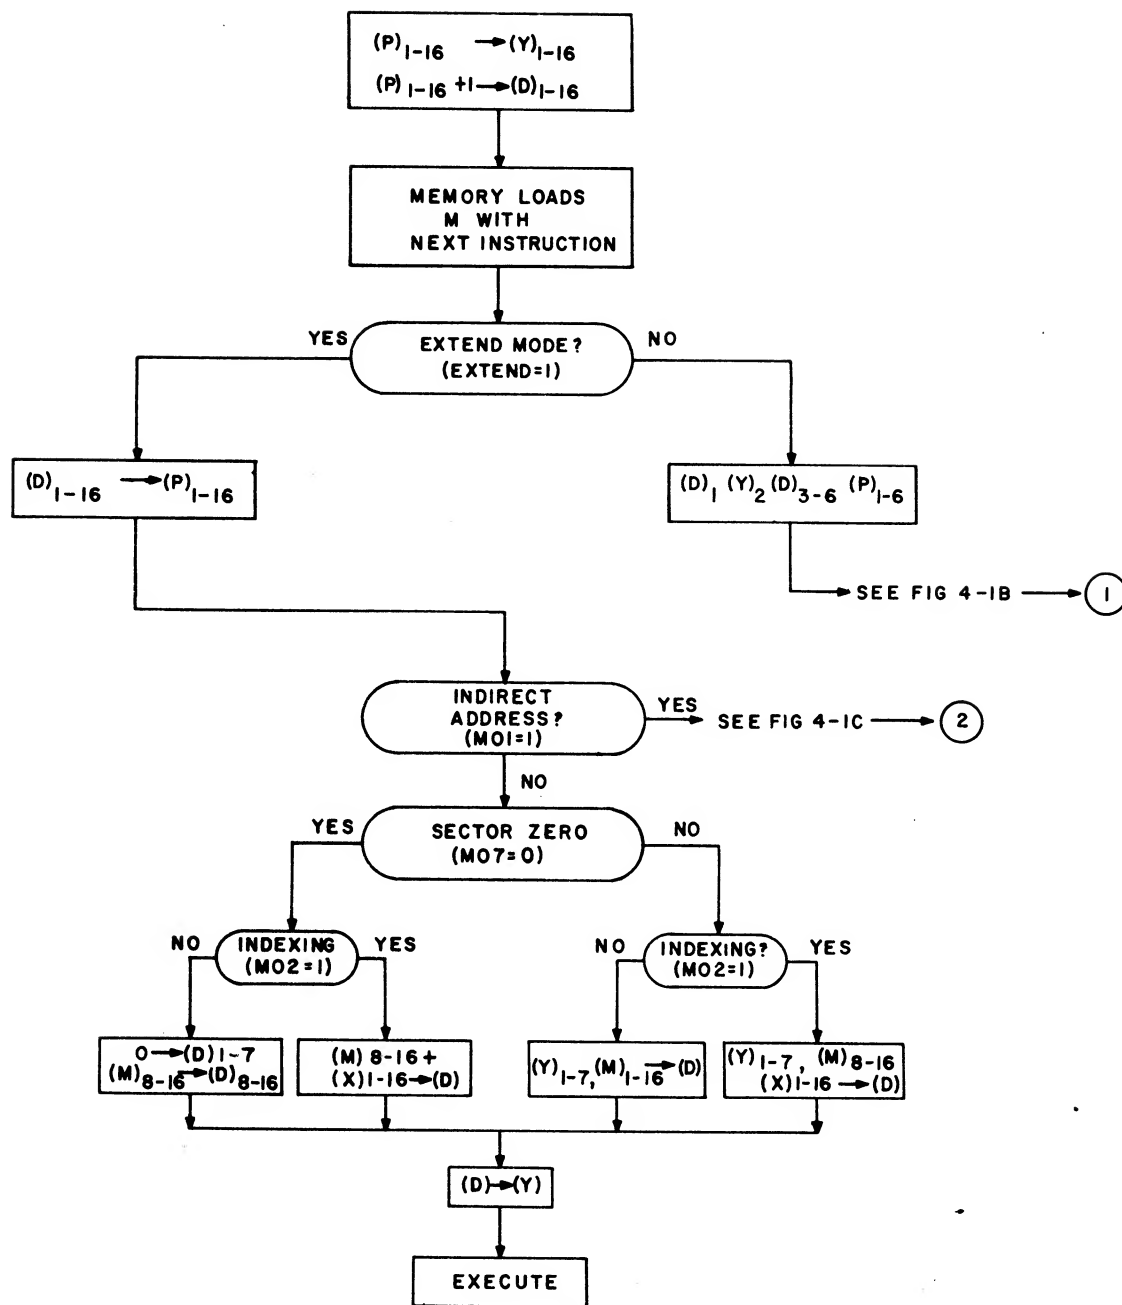 (P)1-16 → (Y)1-16
(P)1-16 +1 → (D)1-16
MEMORY LOADS
M WITH
NEXT INSTRUCTION
YES
EXTEND MODE?
(EXTEND=1)
NO
(D)1-16 → (P)1-16
(D)1 (Y)2 (D)3-6 (P)1-6
SEE FIG 4-1B
1
INDIRECT
ADDRESS?
(M01=1)
YES
SEE FIG 4-1C
2
NO
YES
SECTOR ZERO
(M07=0)
NO
NO
INDEXING
(M02=1)
YES
NO
INDEXING?
(M02=1)
YES
0 → (D)1-7
(M)8-16 → (D)8-16
(M)8-16+
(X)1-16 → (D)
(Y)1-7, (M)1-16 → (D)
(Y)1-7, (M)8-16
(X)1-16 → (D)
(D) → (Y)
EXECUTE